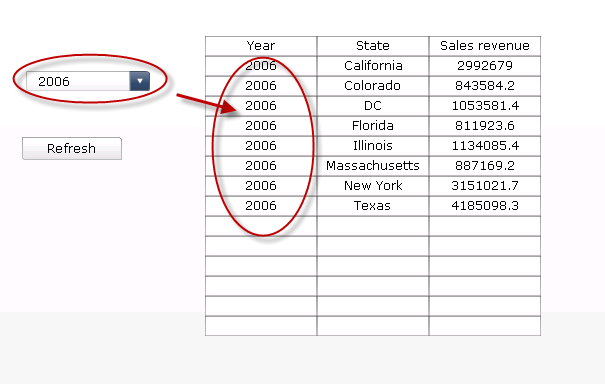 2006
Refresh
Year State Sales revenue
2006 California 2992679
2006 Colorado 843584.2
2006 DC 1053581.4
2006 Florida 811923.6
2006 Illinois 1134085.4
2006 Massachusetts 887169.2
2006 New York 3151021.7
2006 Texas 4185098.3